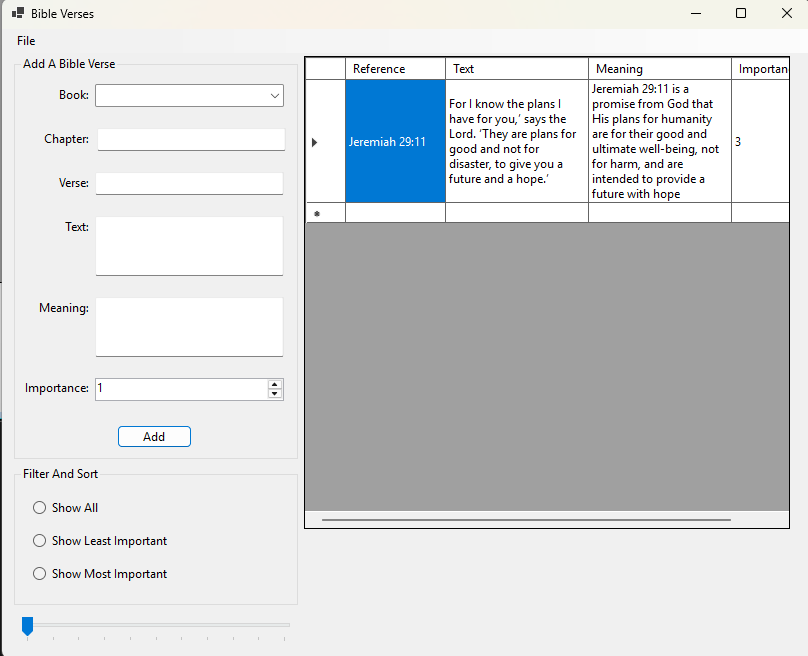 Bible Verses
File
Add A Bible Verse
Book:
Chapter:
Verse:
Text:
Meaning:
Importance: 1
Add
Filter And Sort
Show All
Show Least Important
Show Most Important
Reference Text Meaning Importan
Jeremiah 29:11
For I know the plans I
have for you,’ says the
Lord. ‘They are plans for
good and not for
disaster, to give you a
future and a hope.’
Jeremiah 29:11 is a
promise from God that
His plans for humanity
are for their good and
ultimate well-being, not
for harm, and are
intended to provide a
future with hope
3